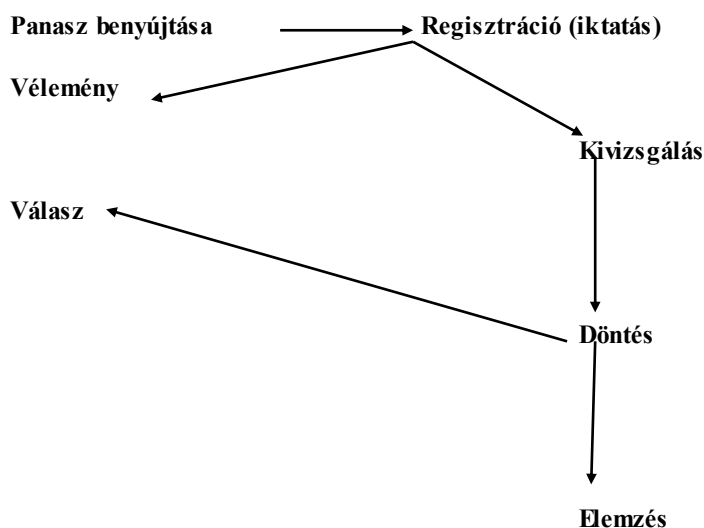 Panasz benyújtása
Regisztráció (iktatás)
Vélemény
Kivizsgálás
Válasz
Döntés
Elemzés